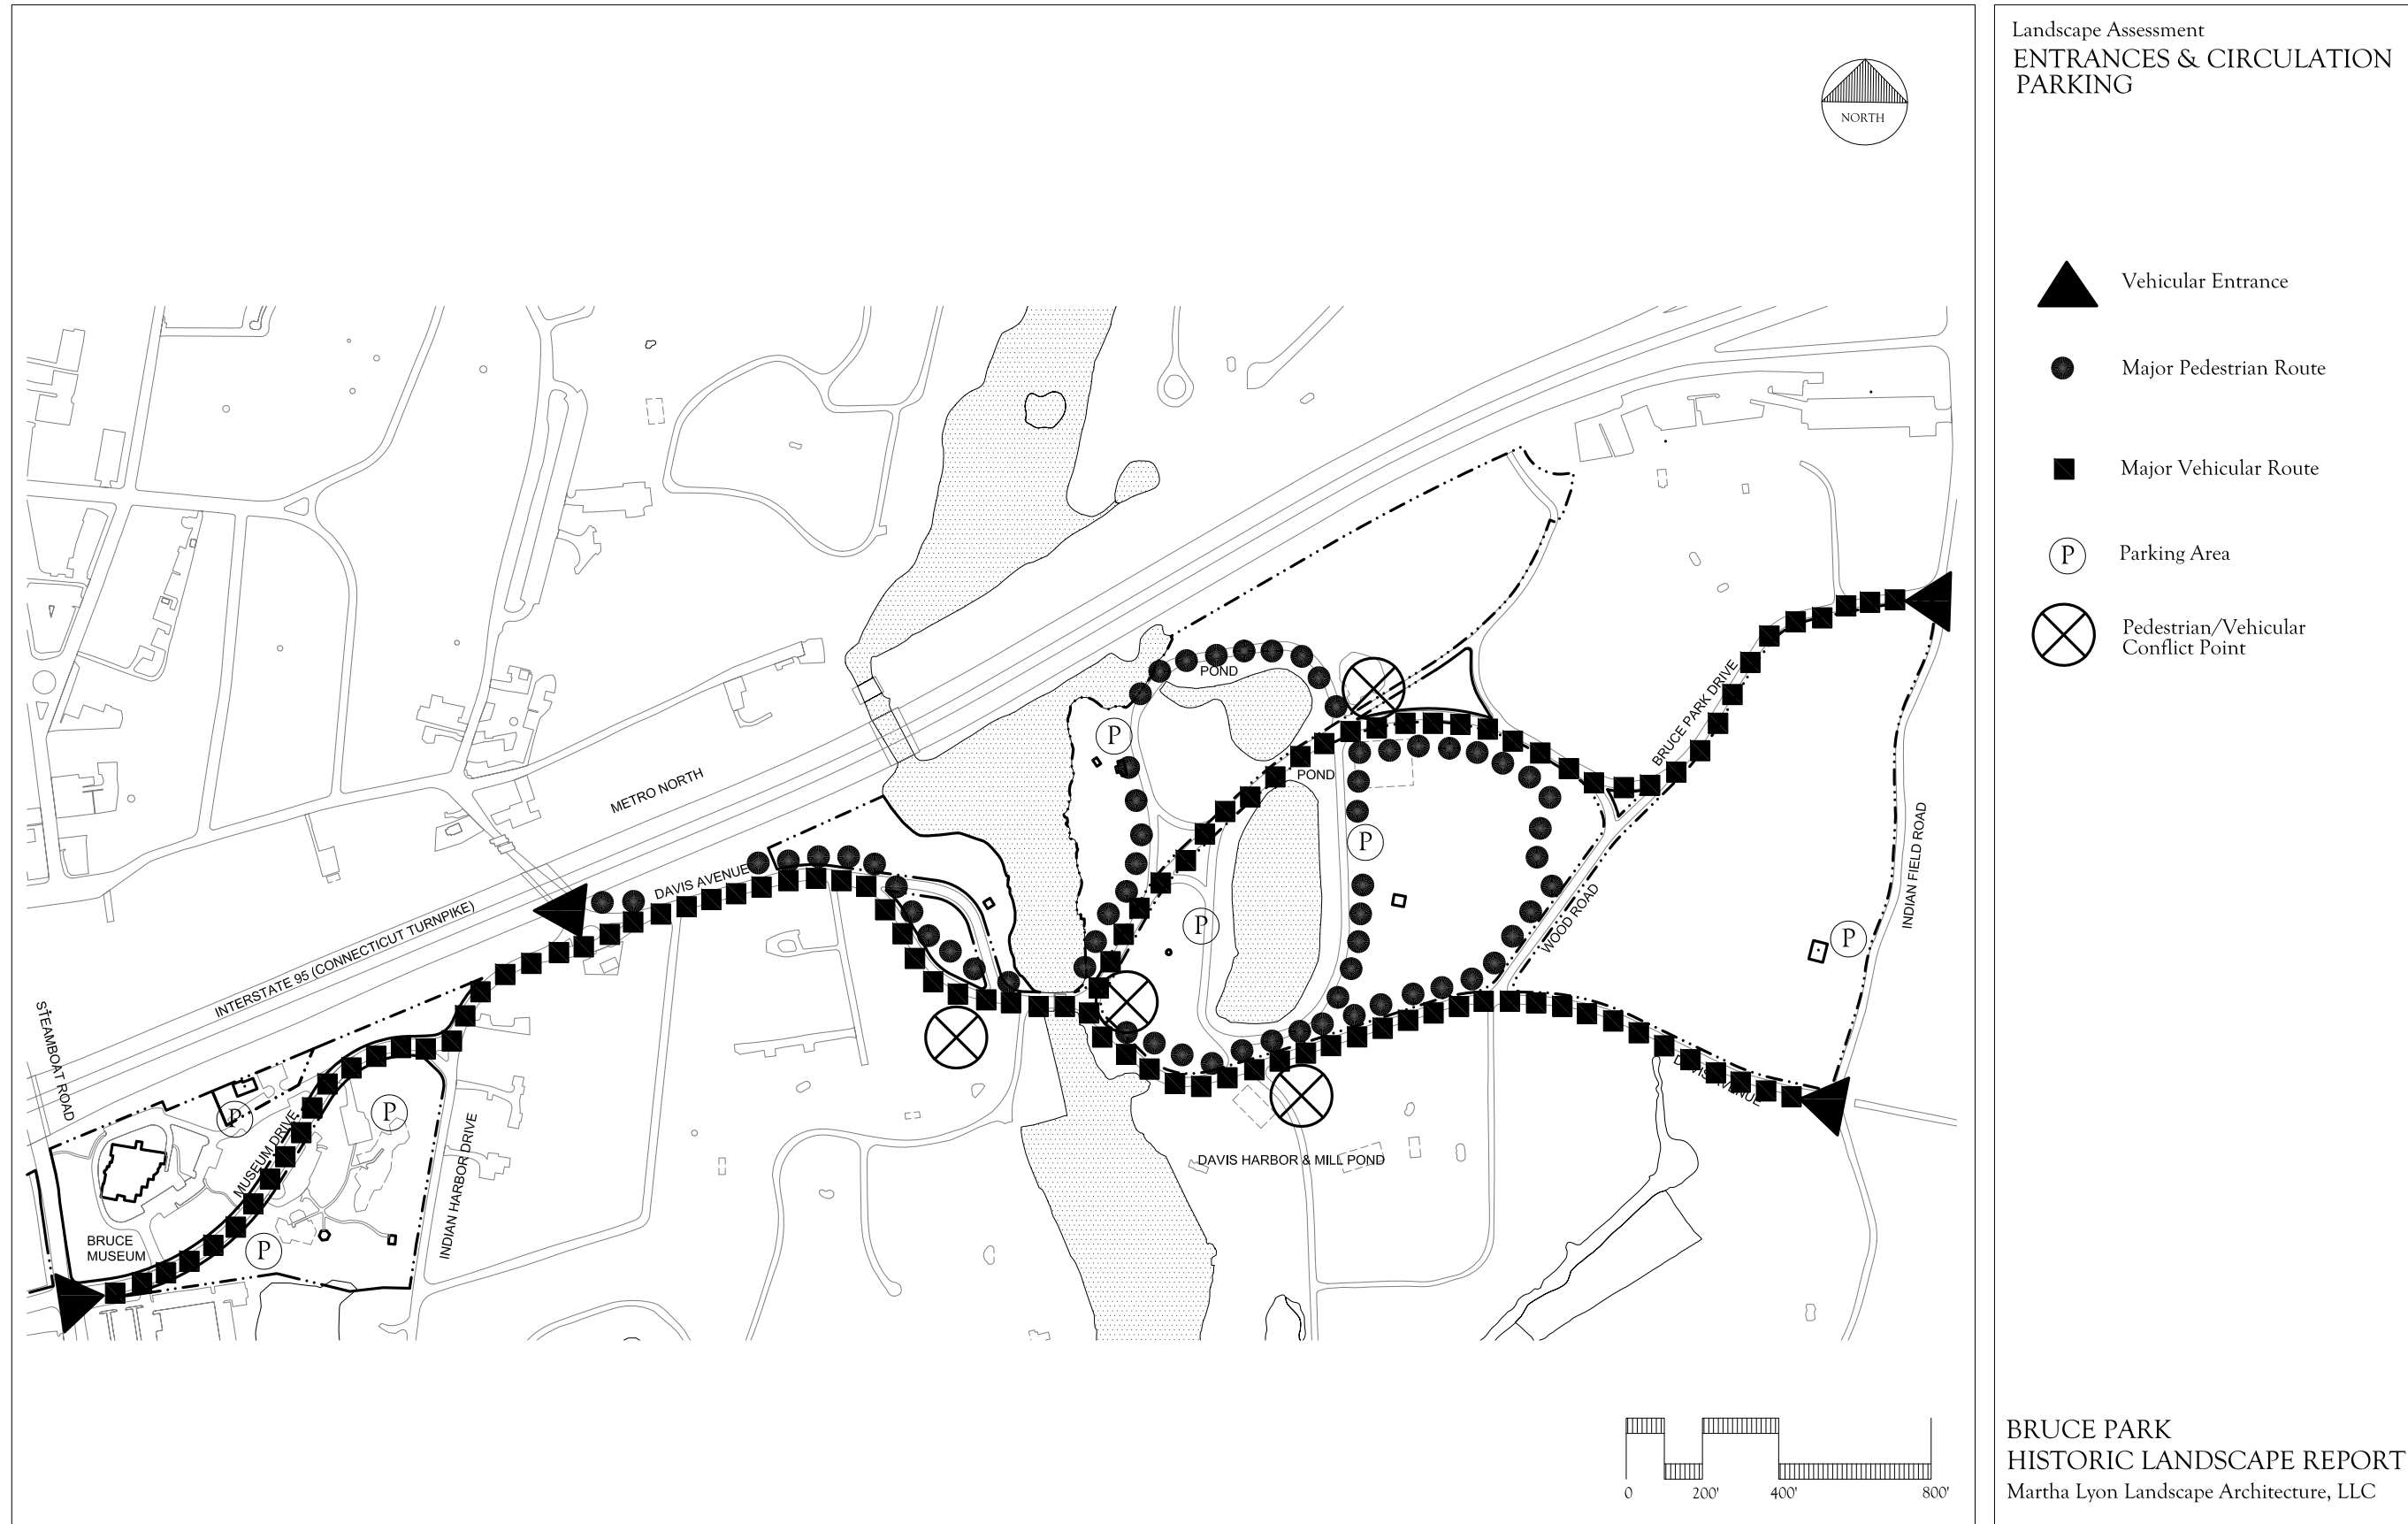 Landscape Assessment
ENTRANCES & CIRCULATION
PARKING
NORTH
Vehicular Entrance
Major Pedestrian Route
Major Vehicular Route
P
Parking Area
Pedestrian/Vehicular
Conflict Point
POND
P
BRUCE PARK DRIVE
METRO NORTH
POND
P
INDIAN FIELD ROAD
DAVIS AVENUE
INTERSTATE 95 (CONNECTICUT TURNPIKE)
P
WOOD ROAD
P
STEAMBOAT ROAD
DAVIS AVENUE
P
P
MUSEUM DRIVE
INDIAN HARBOR DRIVE
DAVIS HARBOR & MILL POND
BRUCE
MUSEUM
P
0
200'
400'
800'
BRUCE PARK
HISTORIC LANDSCAPE REPORT
Martha Lyon Landscape Architecture, LLC